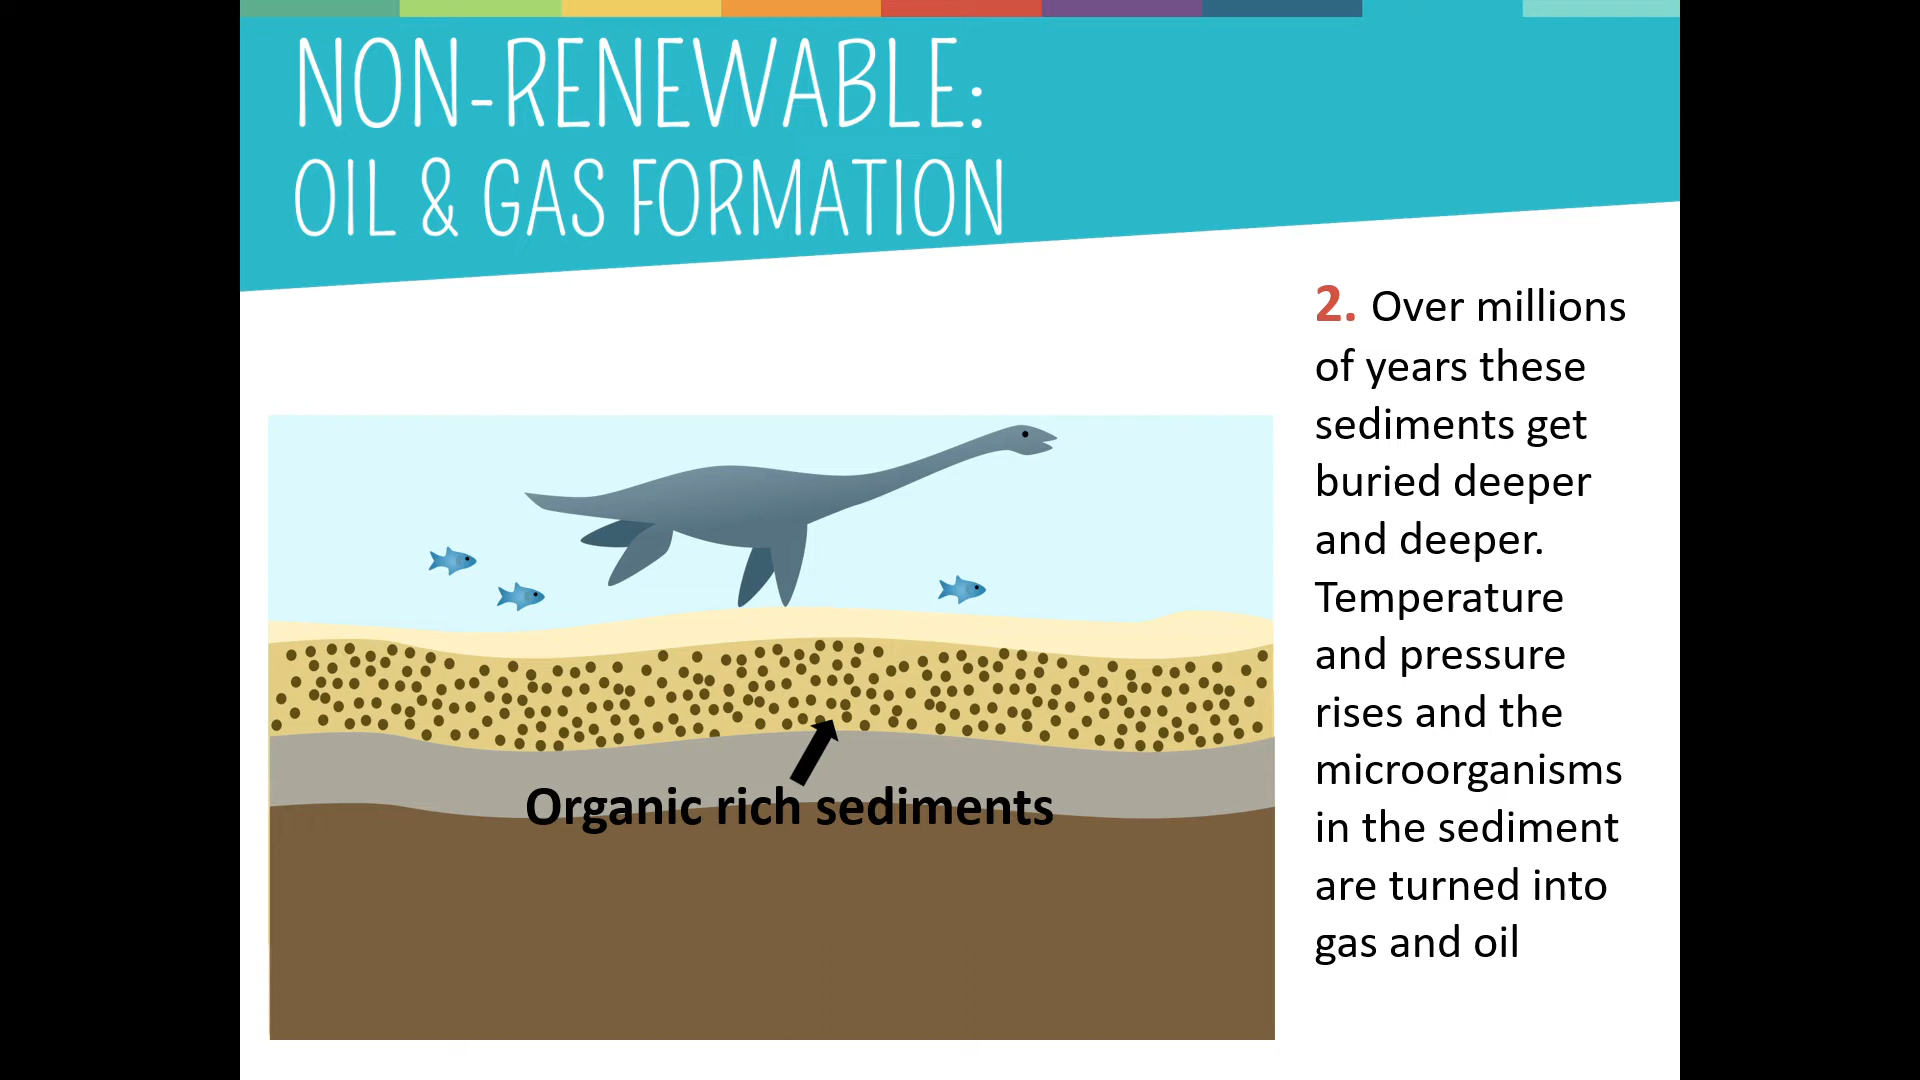 NON-RENEWABLE:
OIL & GAS FORMATION
2. Over millions
of years these
sediments get
buried deeper
and deeper.
Temperature
and pressure
rises and the
microorganisms
in the sediment
are turned into
gas and oil
Organic rich sediments